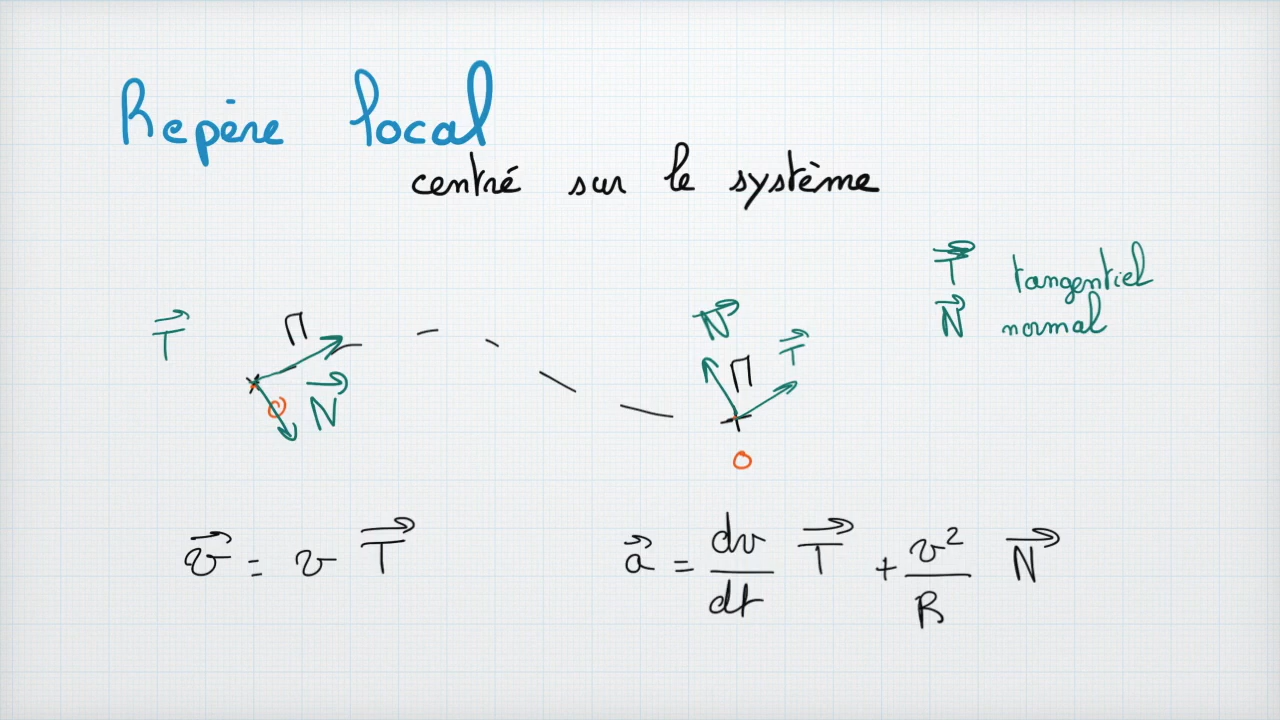 Repère local
centré sur le système
T⃗ tangentiel
N⃗ normal
T⃗
M
N⃗
O
N⃗
M
T⃗
O
v⃗ = v T⃗
a⃗ = dv/dt T⃗ + v²/R N⃗